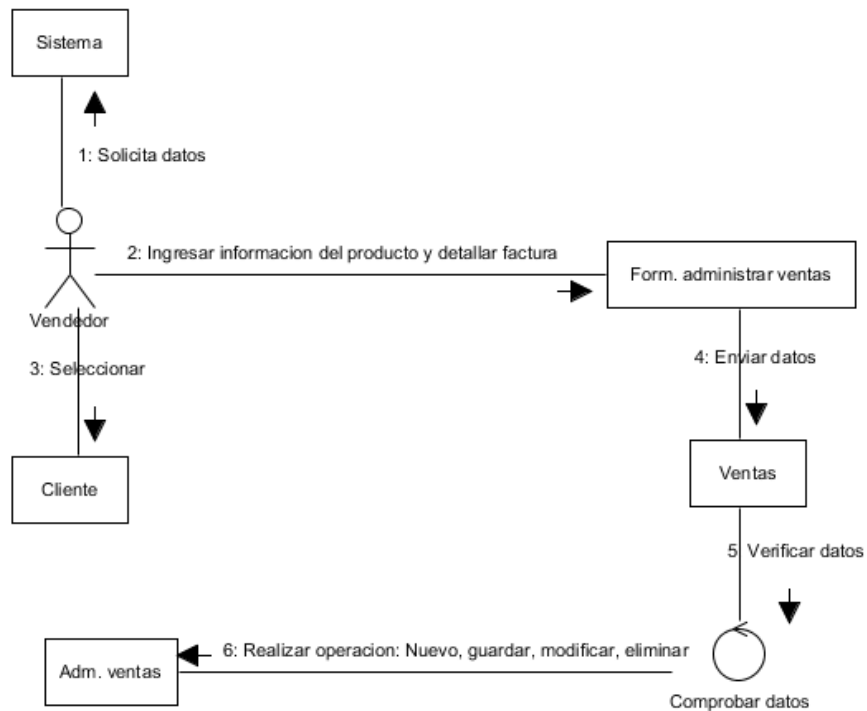 Sistema
1: Solicita datos
2: Ingresar informacion del producto y detallar factura
Form. administrar ventas
Vendedor
3: Seleccionar
4: Enviar datos
Cliente
Ventas
5: Verificar datos
6: Realizar operacion: Nuevo, guardar, modificar, eliminar
Adm. ventas
Comprobar datos